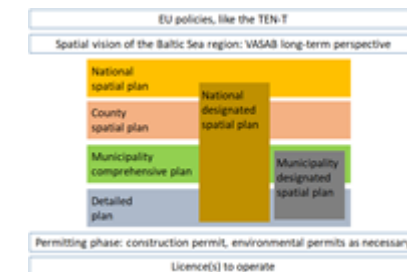 EU policies, like the TEN-T
Spatial vision of the Baltic Sea region: VASAB long-term perspective
National
spatial plan
National
designated
spatial plan
County
spatial plan
Municipality
comprehensive plan
Municipality
designated
spatial plan
Detailed
plan
Permitting phase: construction permit, environmental permits as necessary
Licence(s) to operate